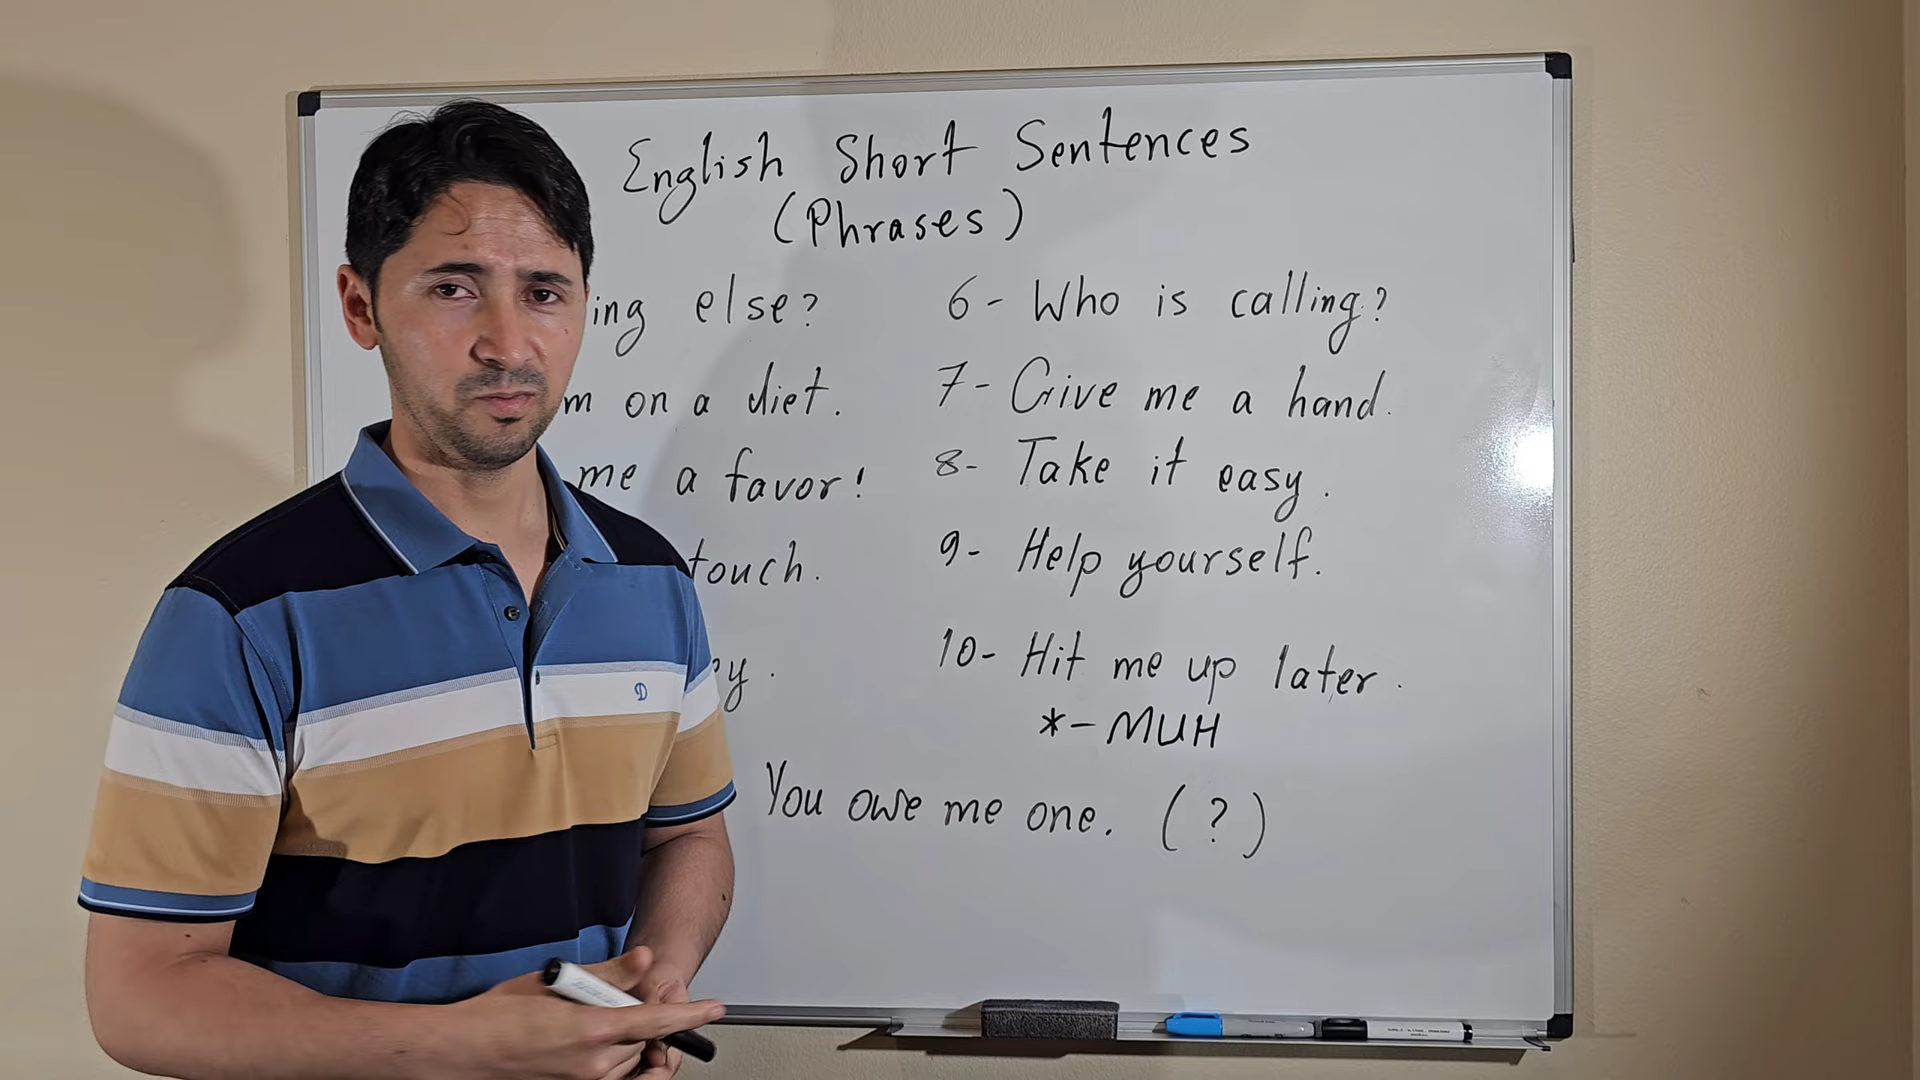 English Short Sentences
(Phrases)
ing else?
m on a diet.
me a favor!
touch.
y.
6- Who is calling?
7- Give me a hand.
8- Take it easy.
9- Help yourself.
10- Hit me up later.
*- MUH
You owe me one. (?)
D